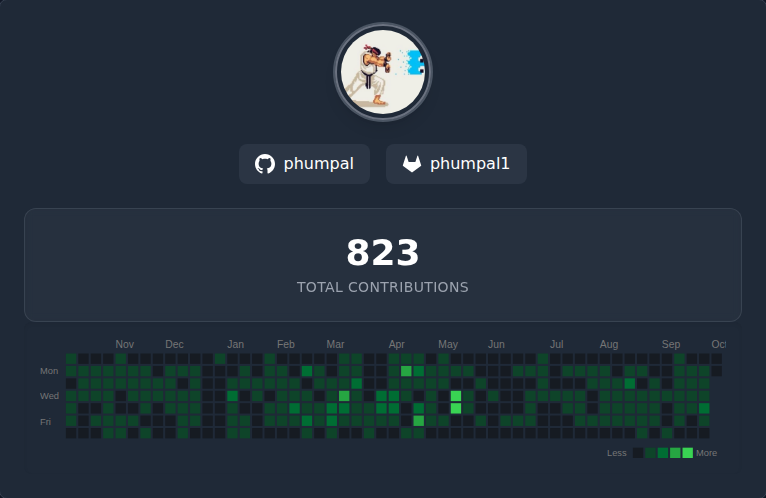 phumpal phumpal1
823
TOTAL CONTRIBUTIONS
Nov Dec Jan Feb Mar Apr May Jun Jul Aug Sep Oct
Mon
Wed
Fri
Less More